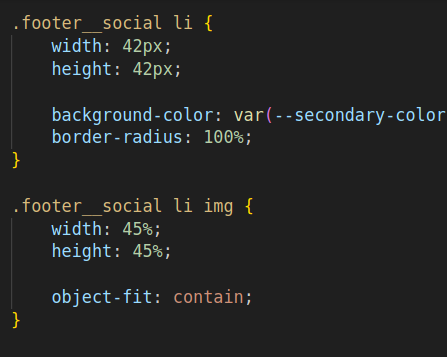 .footer__social li {
width: 42px;
height: 42px;
background-color: var(--secondary-color
border-radius: 100%;
}
.footer__social li img {
width: 45%;
height: 45%;
object-fit: contain;
}